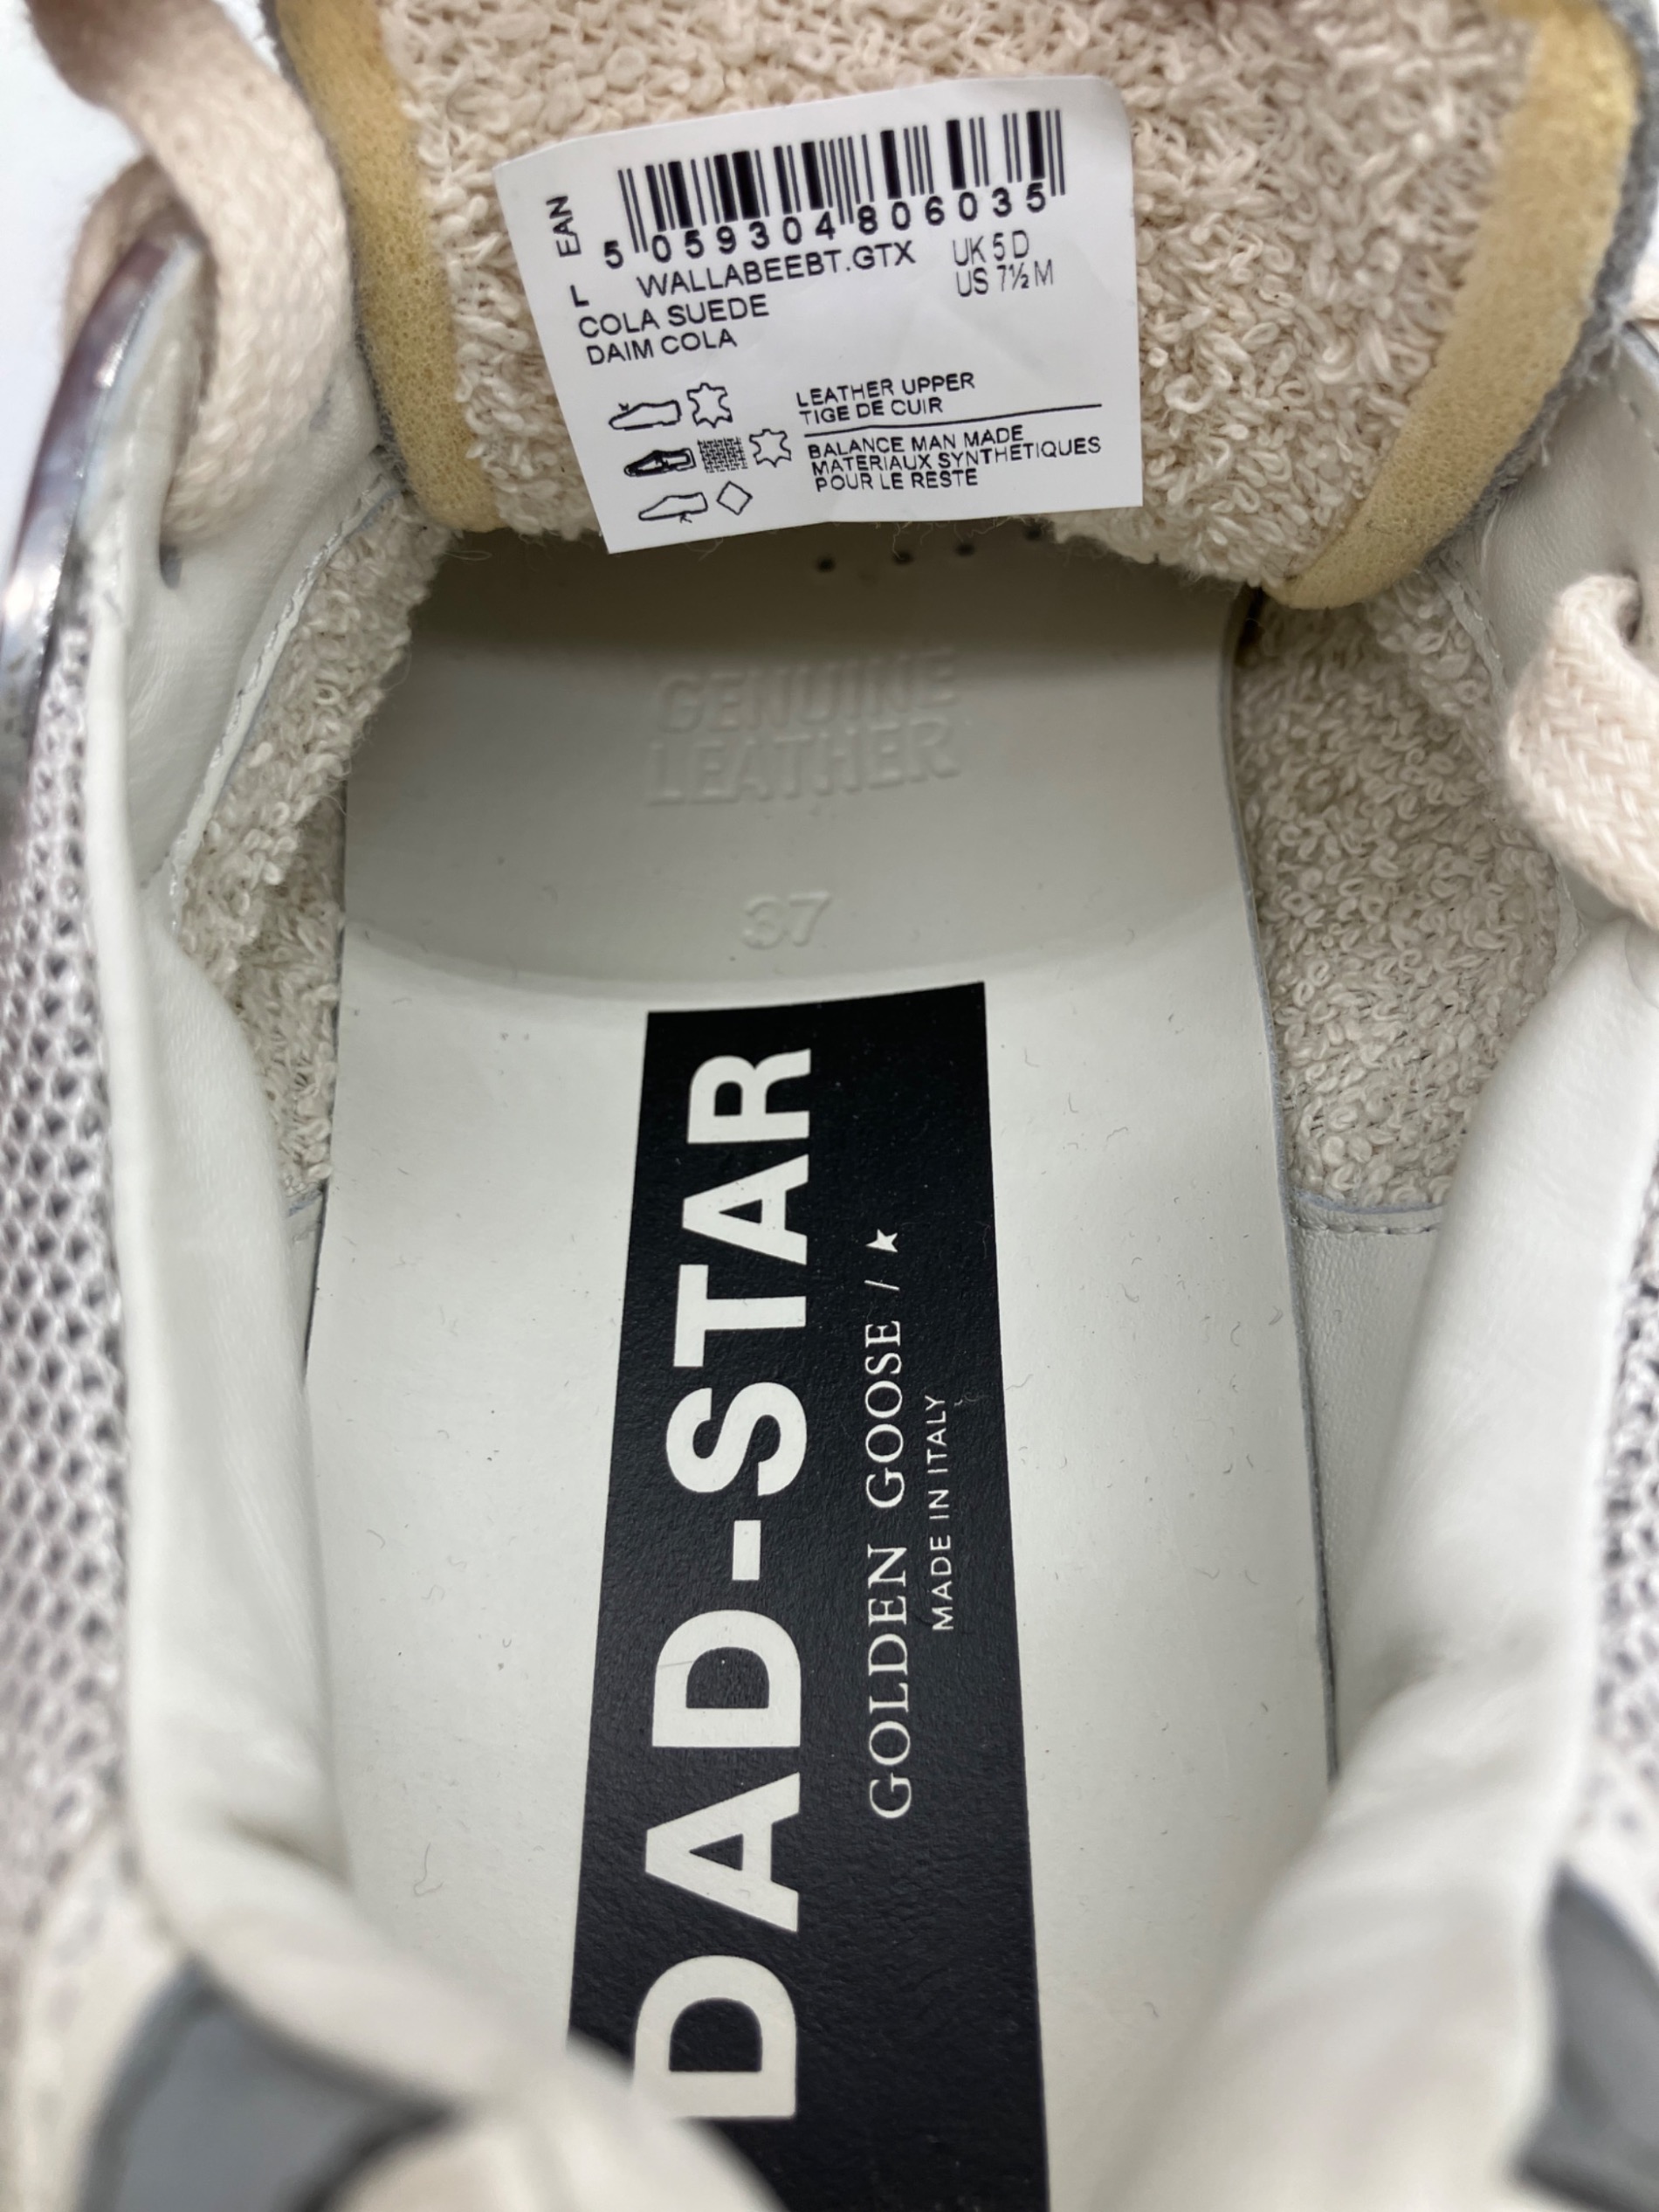 EAN
5 059304 806035
L WALLABEEBT.GTX UK 5 D
COLA SUEDE US 7½ M
DAIM COLA
LEATHER UPPER
TIGE DE CUIR
BALANCE MAN MADE
MATERIAUX SYNTHETIQUES
POUR LE RESTE
GENUINE
LEATHER
37
DAD-STAR
GOLDEN GOOSE /
MADE IN ITALY